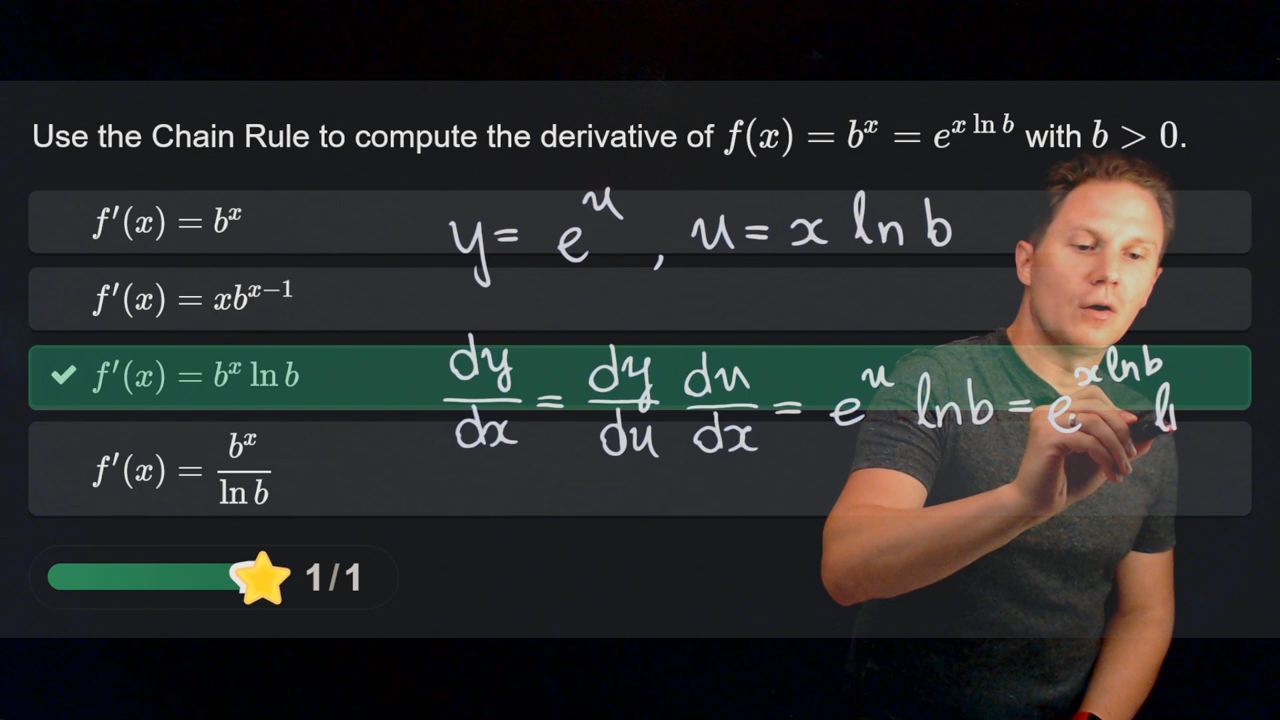 Use the Chain Rule to compute the derivative of f(x) = b^x = e^{x ln b} with b > 0.
f′(x) = b^x
y = e^u, u = x ln b
f′(x) = xb^{x−1}
f′(x) = b^x ln b
dy/dx = dy/du du/dx = e^u ln b = e^{x ln b} l
f′(x) = b^x / ln b
1/1